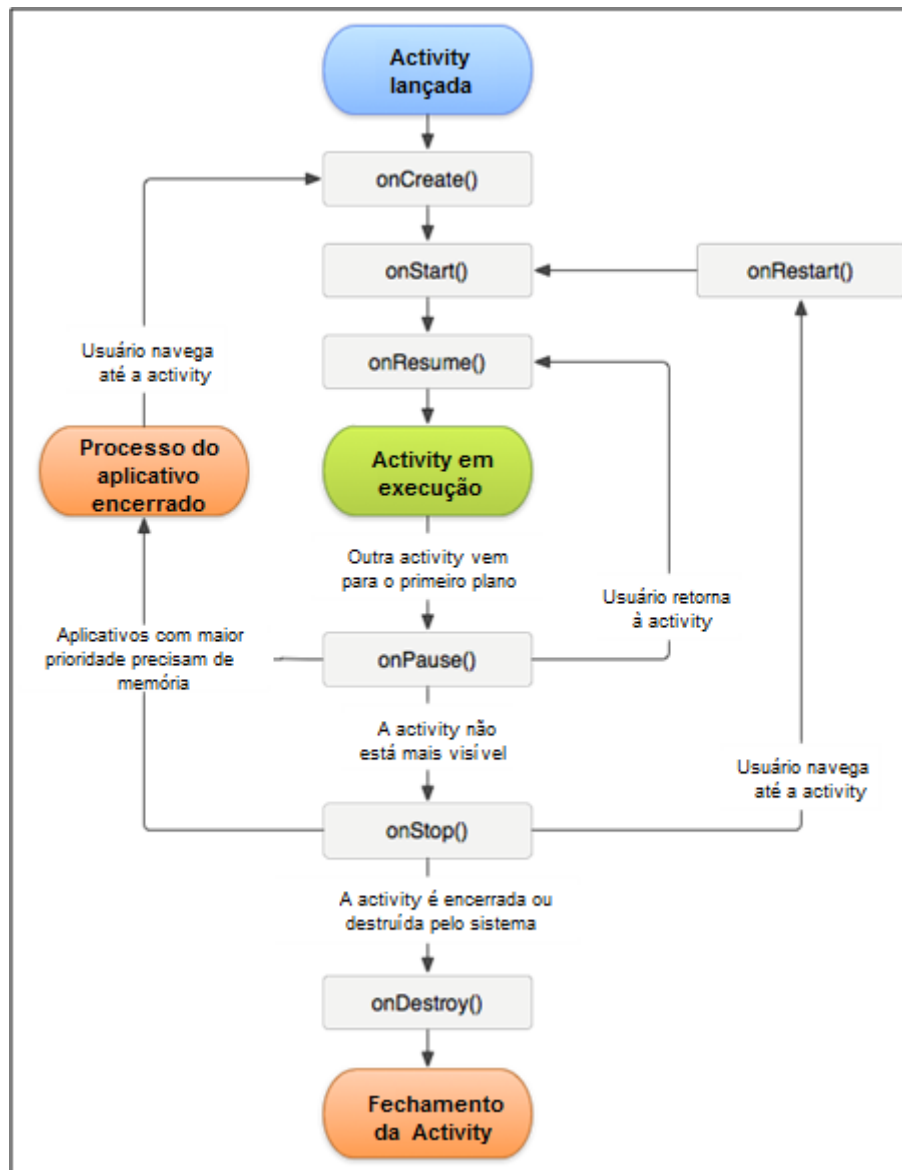 Activity
lançada
onCreate()
onStart()
onRestart()
Usuário navega
até a activity
onResume()
Processo do
aplicativo
encerrado
Activity em
execução
Outra activity vem
para o primeiro plano
Usuário retorna
à activity
Aplicativos com maior
prioridade precisam de
memória
onPause()
A activity não
está mais visível
Usuário navega
até a activity
onStop()
A activity é encerrada ou
destruída pelo sistema
onDestroy()
Fechamento
da Activity